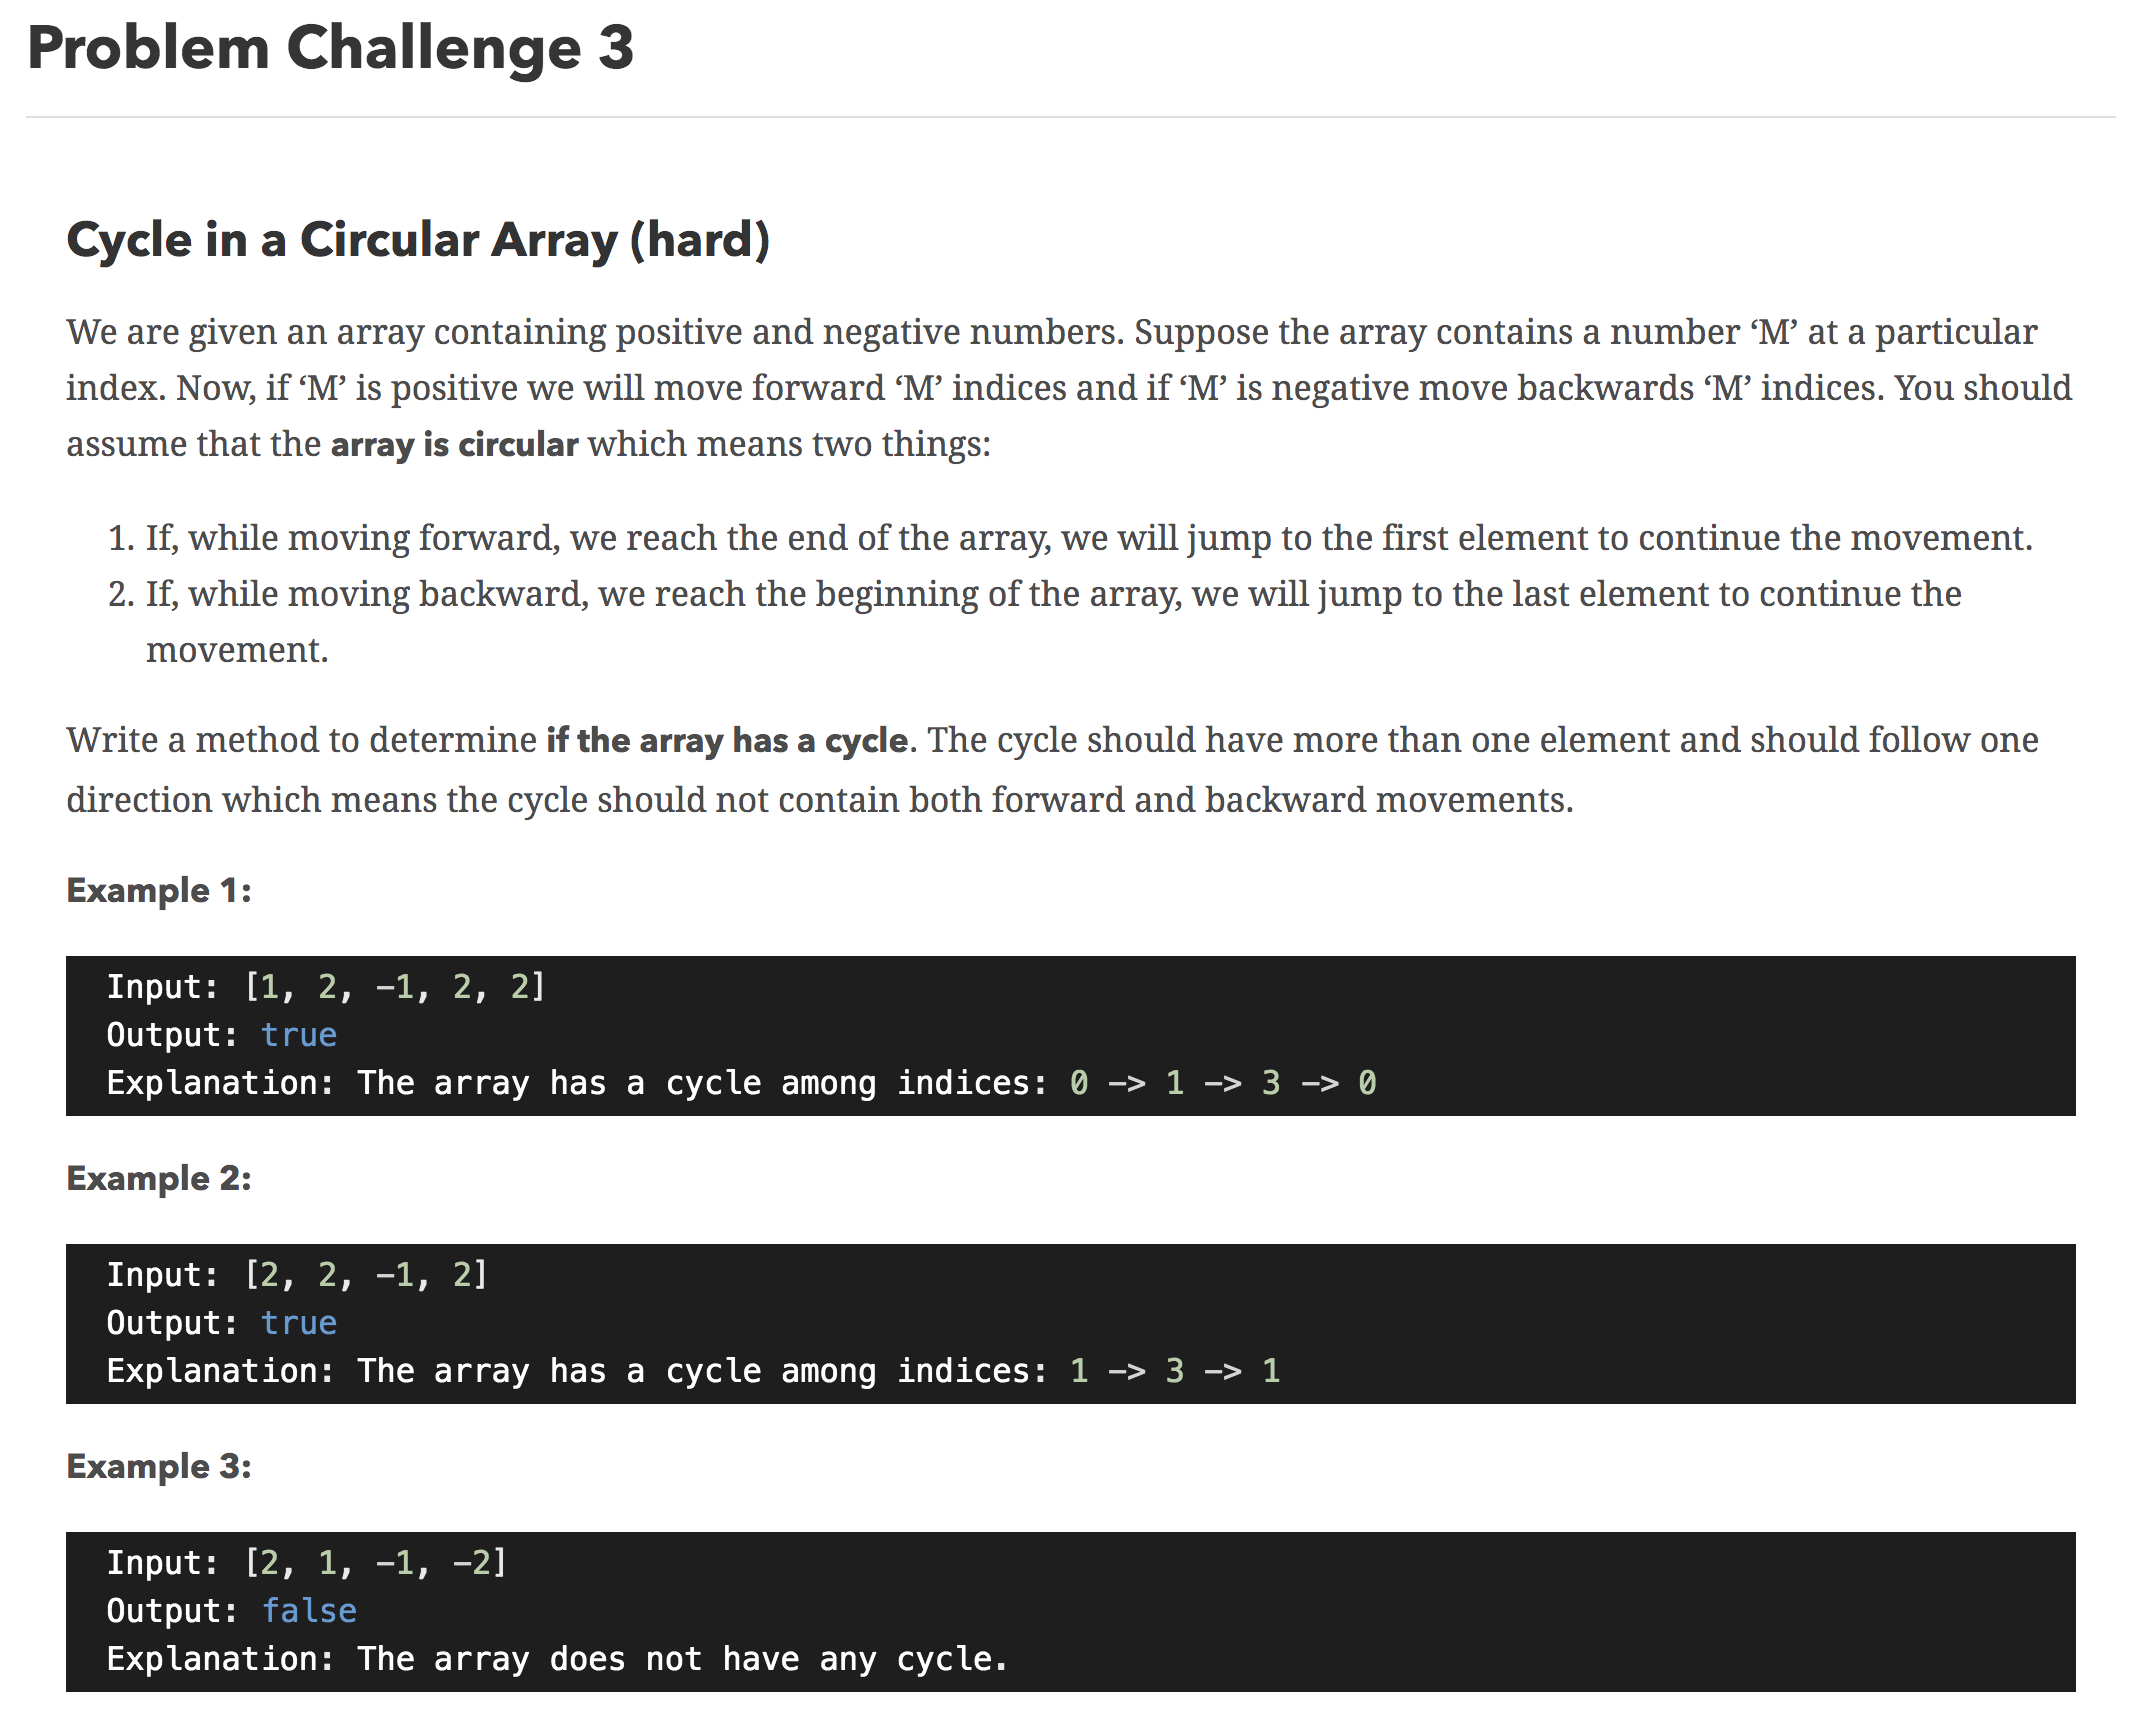 Problem Challenge 3
Cycle in a Circular Array (hard)
We are given an array containing positive and negative numbers. Suppose the array contains a number ‘M’ at a particular
index. Now, if ‘M’ is positive we will move forward ‘M’ indices and if ‘M’ is negative move backwards ‘M’ indices. You should
assume that the array is circular which means two things:
1. If, while moving forward, we reach the end of the array, we will jump to the first element to continue the movement.
2. If, while moving backward, we reach the beginning of the array, we will jump to the last element to continue the
movement.
Write a method to determine if the array has a cycle. The cycle should have more than one element and should follow one
direction which means the cycle should not contain both forward and backward movements.
Example 1:
Input: [1, 2, -1, 2, 2]
Output: true
Explanation: The array has a cycle among indices: 0 -> 1 -> 3 -> 0
Example 2:
Input: [2, 2, -1, 2]
Output: true
Explanation: The array has a cycle among indices: 1 -> 3 -> 1
Example 3:
Input: [2, 1, -1, -2]
Output: false
Explanation: The array does not have any cycle.